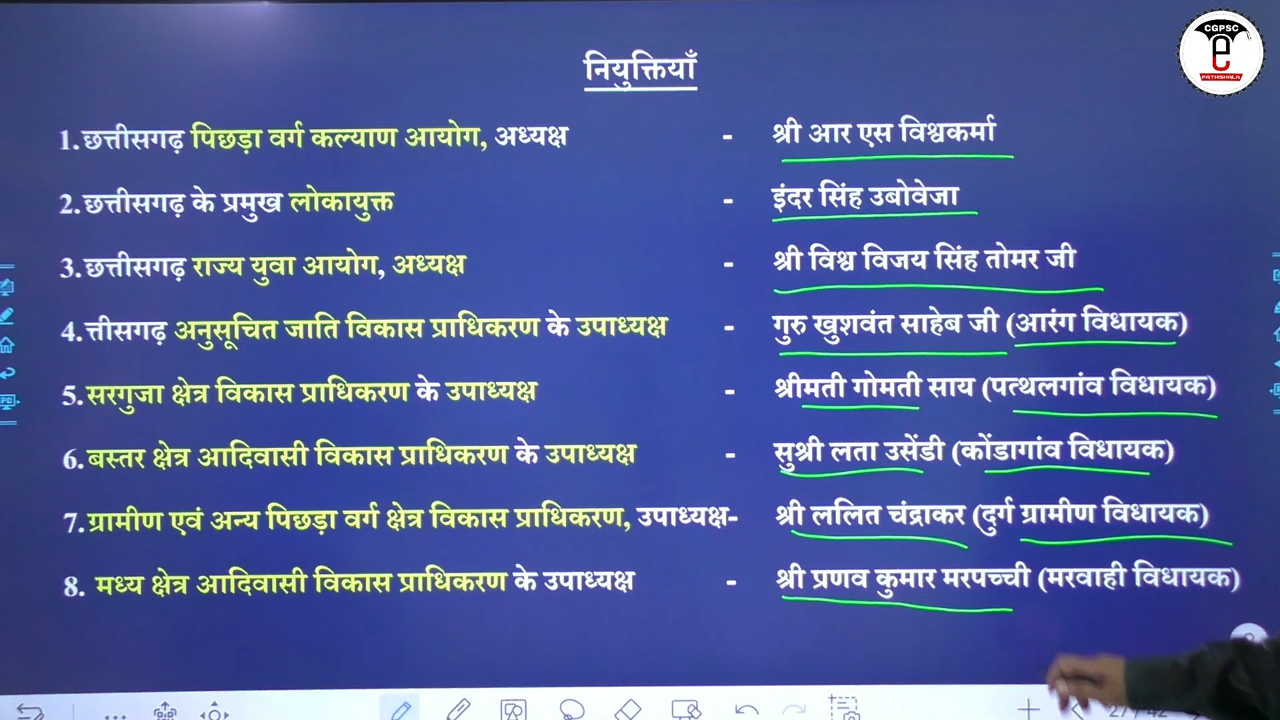 CGPSC
e
PATHSHALA
नियुक्तियाँ
1. छत्तीसगढ़ पिछड़ा वर्ग कल्याण आयोग, अध्यक्ष - श्री आर एस विश्वकर्मा
2. छत्तीसगढ़ के प्रमुख लोकायुक्त - इंदर सिंह उबोवेजा
3. छत्तीसगढ़ राज्य युवा आयोग, अध्यक्ष - श्री विश्व विजय सिंह तोमर जी
4. त्तीसगढ़ अनुसूचित जाति विकास प्राधिकरण के उपाध्यक्ष - गुरु खुशवंत साहेब जी (आरंग विधायक)
5. सरगुजा क्षेत्र विकास प्राधिकरण के उपाध्यक्ष - श्रीमती गोमती साय (पत्थलगांव विधायक)
6. बस्तर क्षेत्र आदिवासी विकास प्राधिकरण के उपाध्यक्ष - सुश्री लता उसेंडी (कोंडागांव विधायक)
7. ग्रामीण एवं अन्य पिछड़ा वर्ग क्षेत्र विकास प्राधिकरण, उपाध्यक्ष- श्री ललित चंद्राकर (दुर्ग ग्रामीण विधायक)
8. मध्य क्षेत्र आदिवासी विकास प्राधिकरण के उपाध्यक्ष - श्री प्रणव कुमार मरपच्ची (मरवाही विधायक)